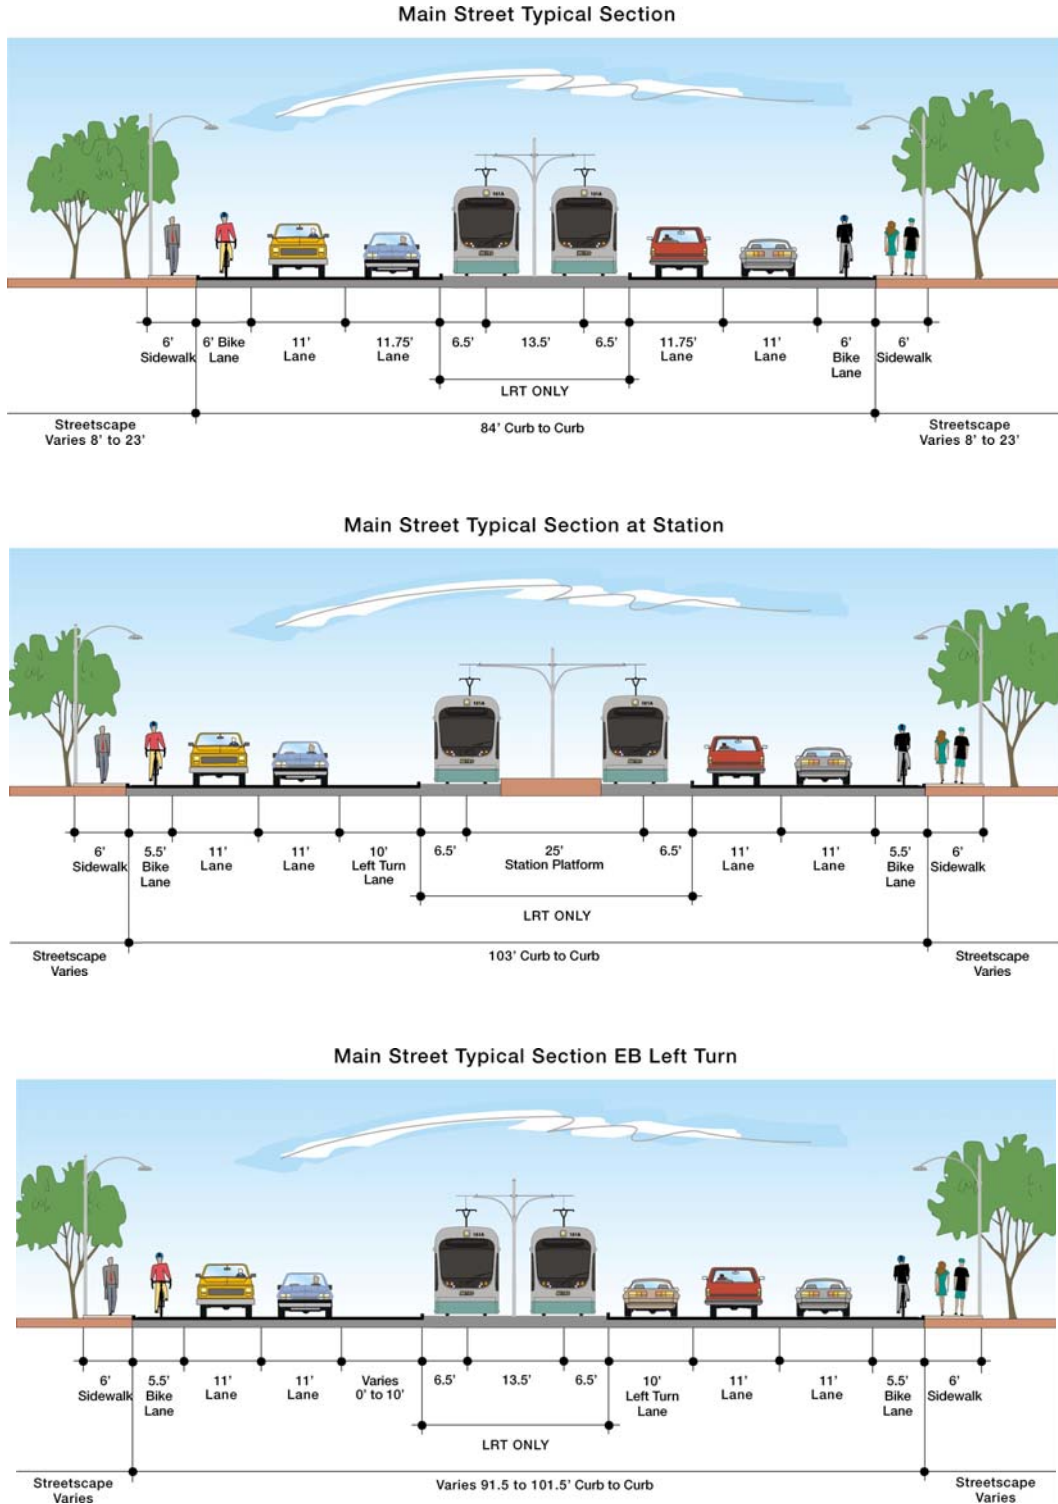 Main Street Typical Section
6'
Sidewalk
6' Bike
Lane
11'
Lane
11.75'
Lane
6.5'
13.5'
6.5'
11.75'
Lane
11'
Lane
6'
Bike
Lane
6'
Sidewalk
LRT ONLY
Streetscape
Varies 8' to 23'
84' Curb to Curb
Streetscape
Varies 8' to 23'
Main Street Typical Section at Station
6'
Sidewalk
5.5'
Bike
Lane
11'
Lane
11'
Lane
10'
Left Turn
Lane
6.5'
25'
Station Platform
6.5'
11'
Lane
11'
Lane
5.5'
Bike
Lane
6'
Sidewalk
LRT ONLY
Streetscape
Varies
103' Curb to Curb
Streetscape
Varies
Main Street Typical Section EB Left Turn
6'
Sidewalk
5.5'
Bike
Lane
11'
Lane
11'
Lane
Varies
0' to 10'
6.5'
13.5'
6.5'
10'
Left Turn
Lane
11'
Lane
11'
Lane
5.5'
Bike
Lane
6'
Sidewalk
LRT ONLY
Streetscape
Varies
Varies 91.5 to 101.5' Curb to Curb
Streetscape
Varies